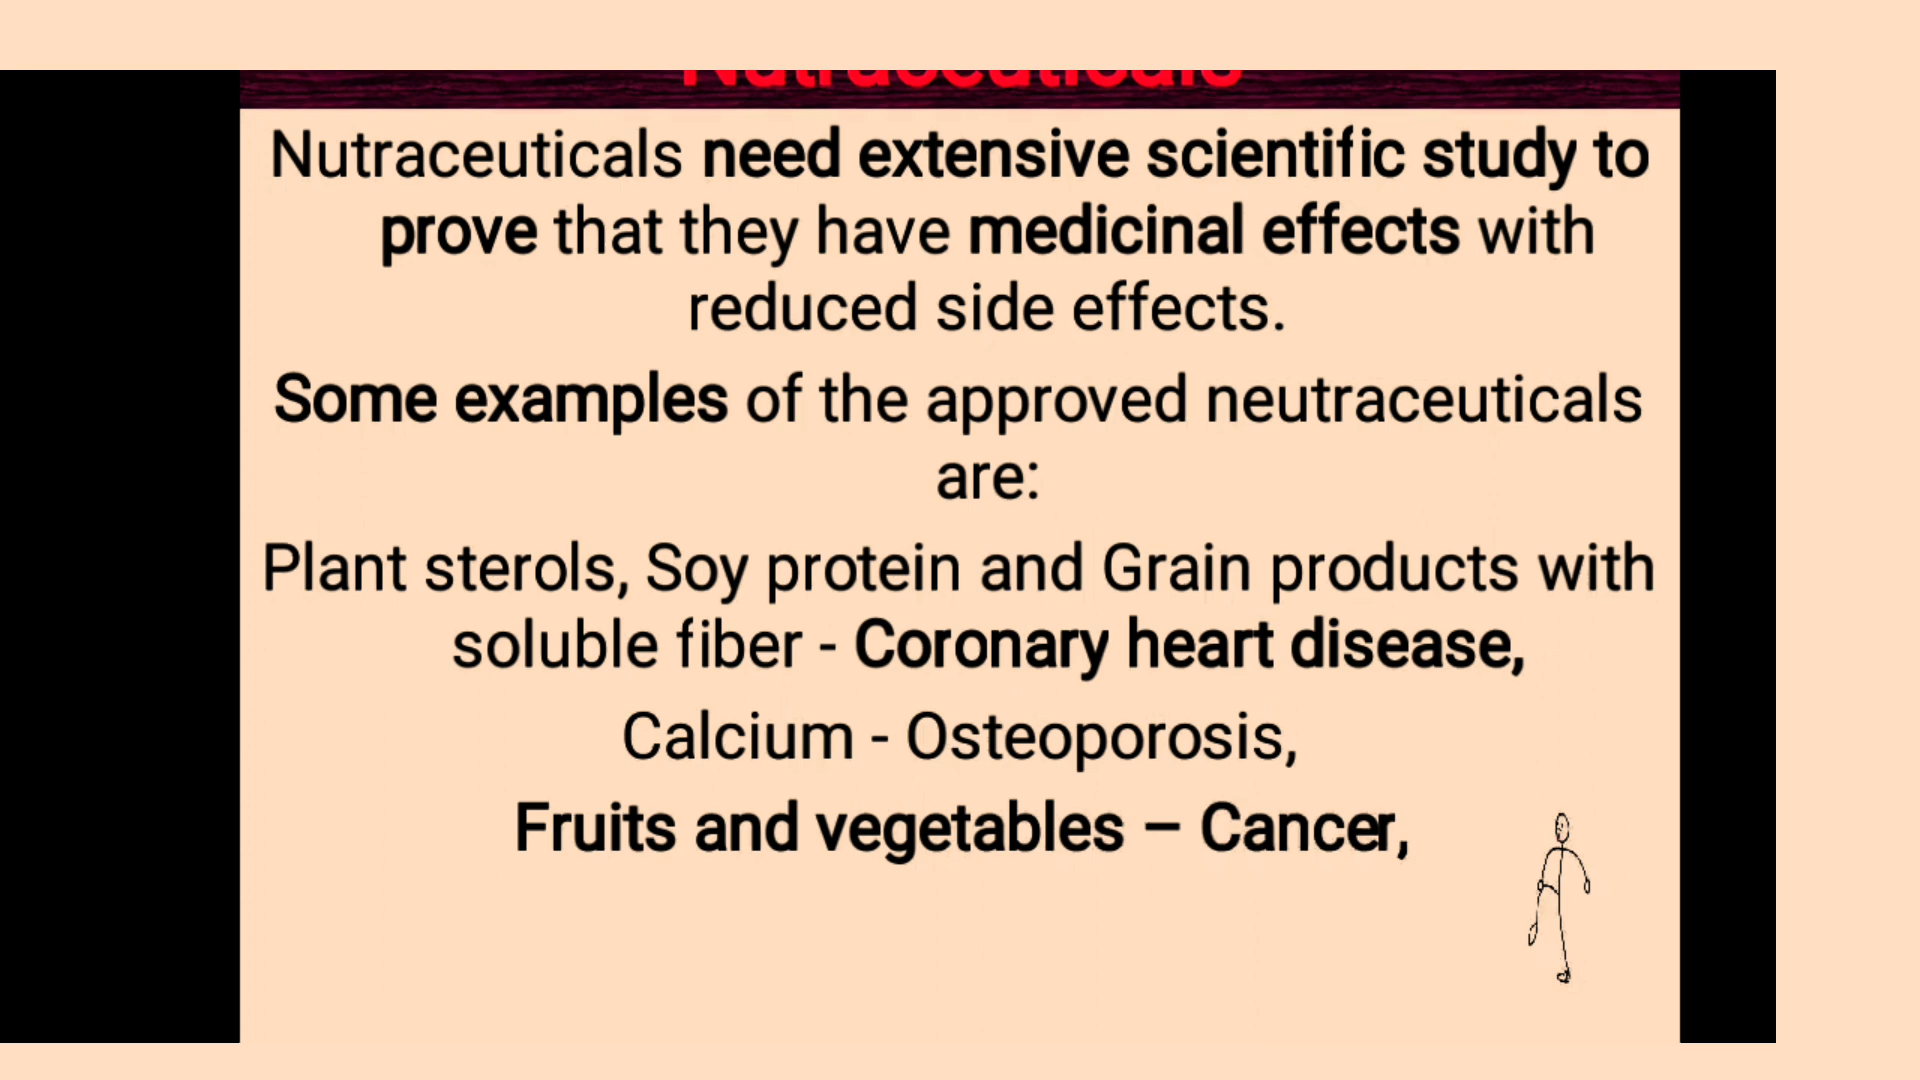 Nutraceuticals
Nutraceuticals need extensive scientific study to
prove that they have medicinal effects with
reduced side effects.
Some examples of the approved neutraceuticals
are:
Plant sterols, Soy protein and Grain products with
soluble fiber - Coronary heart disease,
Calcium - Osteoporosis,
Fruits and vegetables – Cancer,